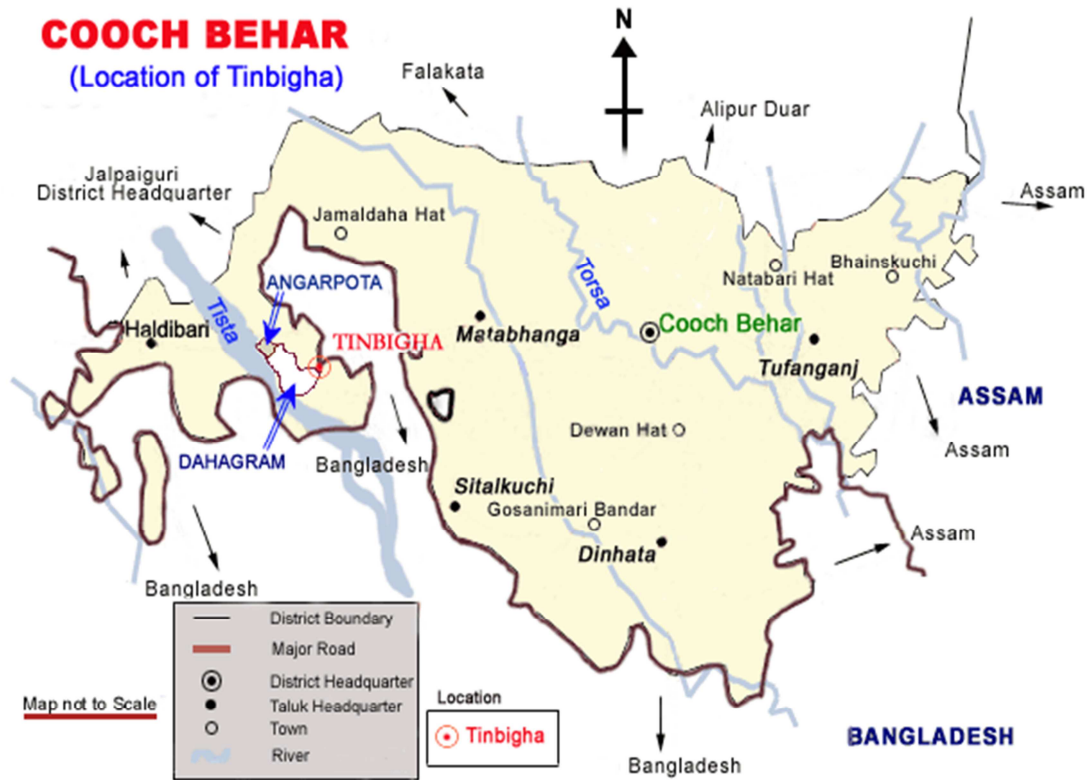 COOCH BEHAR
(Location of Tinbigha)
N
Falakata
Alipur Duar
Jalpaiguri
District Headquarter
Assam
Jamaldaha Hat
Bhainskuchi
Natabari Hat
ANGARPOTA
Torsa
Tista
Haldibari
TINBIGHA
Matabhanga
Cooch Behar
Tufanganj
ASSAM
Dewan Hat
Assam
DAHAGRAM
Bangladesh
Sitalkuchi
Gosanimari Bandar
Dinhata
Assam
Bangladesh
District Boundary
Major Road
District Headquarter
Taluk Headquarter
Town
River
Map not to Scale
Location
Tinbigha
BANGLADESH
Bangladesh